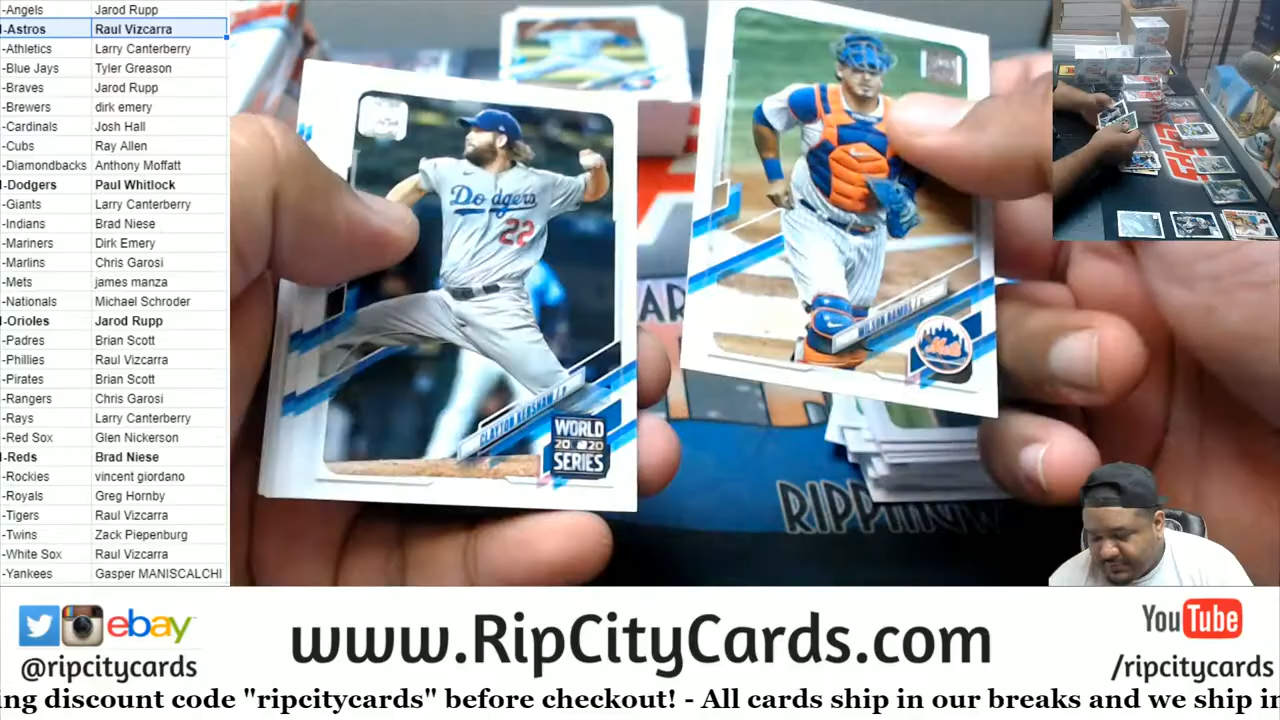 -Angels Jarod Rupp
-Astros Raul Vizcarra
-Athletics Larry Canterberry
-Blue Jays Tyler Greason
-Braves Jarod Rupp
-Brewers dirk emery
-Cardinals Josh Hall
-Cubs Ray Allen
-Diamondbacks Anthony Moffatt
-Dodgers Paul Whitlock
-Giants Larry Canterberry
-Indians Brad Niese
-Mariners Dirk Emery
-Marlins Chris Garosi
-Mets james manza
-Nationals Michael Schroder
-Orioles Jarod Rupp
-Padres Brian Scott
-Phillies Raul Vizcarra
-Pirates Brian Scott
-Rangers Chris Garosi
-Rays Larry Canterberry
-Red Sox Glen Nickerson
-Reds Brad Niese
-Rockies vincent giordano
-Royals Greg Hornby
-Tigers Raul Vizcarra
-Twins Zack Piepenburg
-White Sox Raul Vizcarra
-Yankees Gasper MANISCALCHI
Dodgers
22
CLAYTON KERSHAW
WORLD
2020
SERIES
WILSON RAMOS
Mets
ebay
@ripcitycards
www.RipCityCards.com
YouTube
/ripcitycards
ing discount code "ripcitycards" before checkout! - All cards ship in our breaks and we ship in